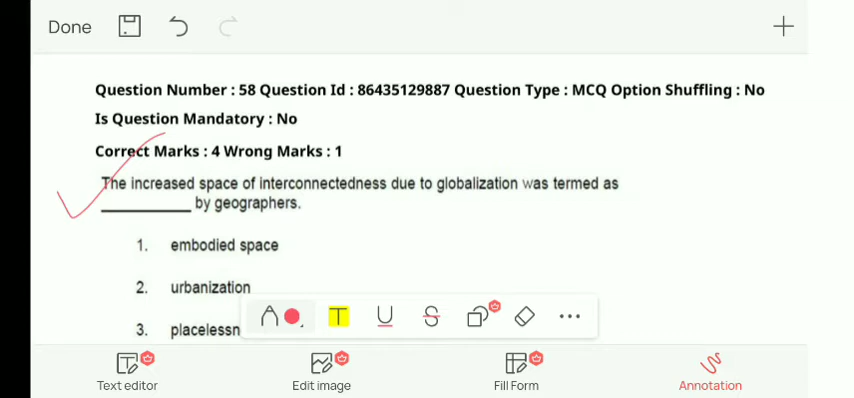 Done
Question Number : 58 Question Id : 86435129887 Question Type : MCQ Option Shuffling : No
Is Question Mandatory : No
Correct Marks : 4 Wrong Marks : 1
The increased space of interconnectedness due to globalization was termed as
__________ by geographers.
1. embodied space
2. urbanization
3. placelessn
T U S
Text editor Edit image Fill Form Annotation